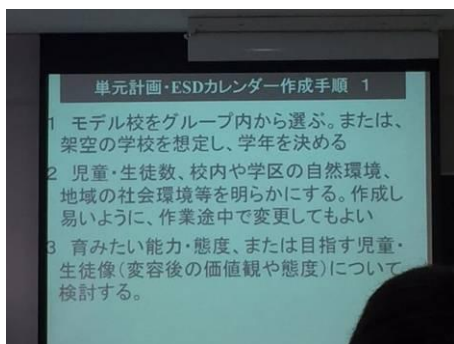 単元計画・ESDカレンダー作成手順 1
1 モデル校をグループ内から選ぶ。または、
架空の学校を想定し、学年を決める
2 児童・生徒数、校内や学区の自然環境、
地域の社会環境等を明らかにする。作成し
易いように、作業途中で変更してもよい
3 育みたい能力・態度、または目指す児童・
生徒像(変容後の価値観や態度)について
検討する。